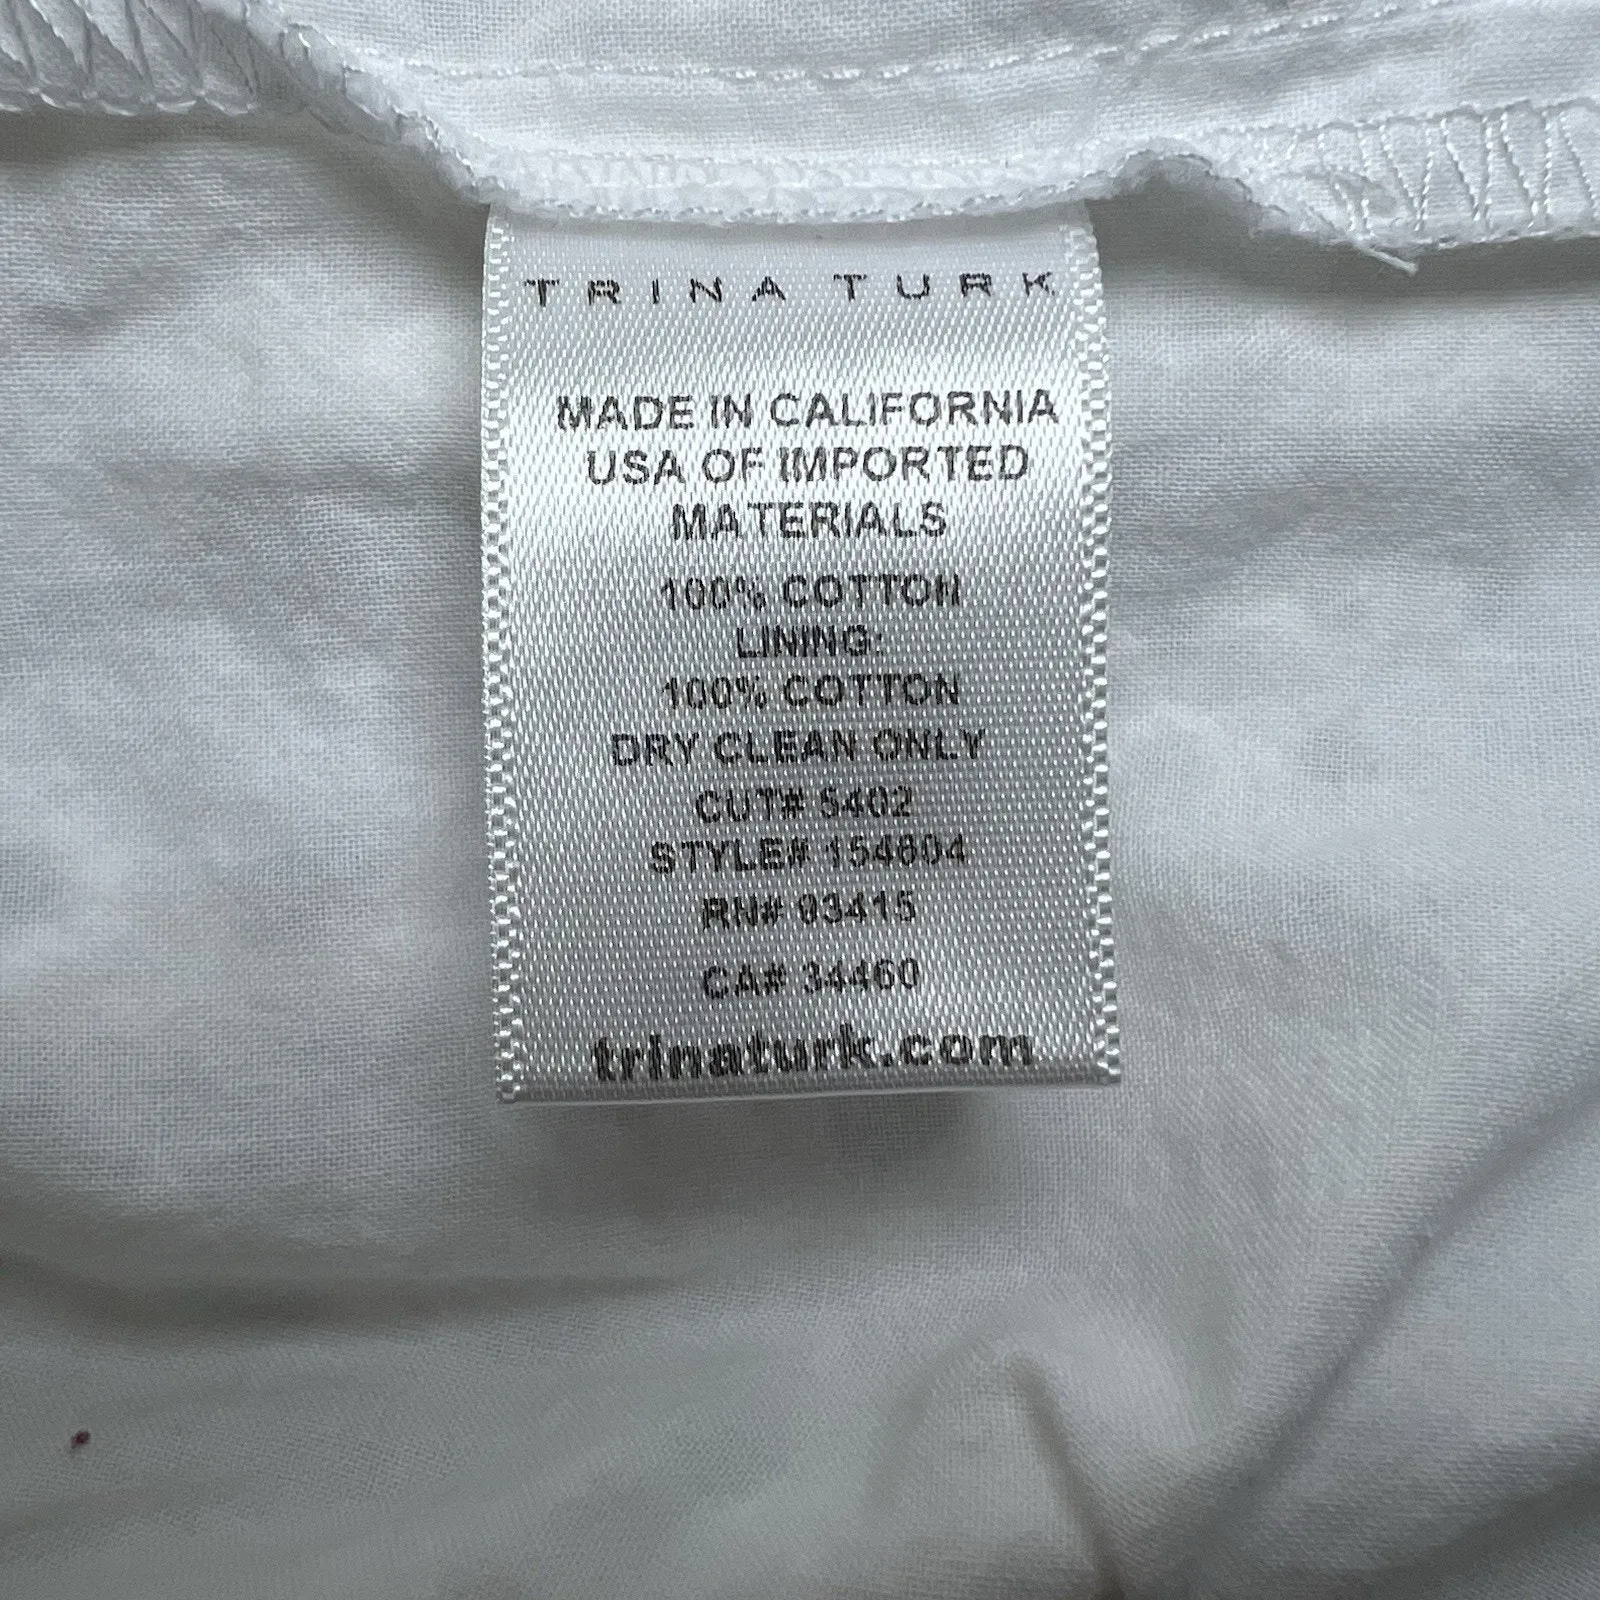 TRINA TURK
MADE IN CALIFORNIA
USA OF IMPORTED
MATERIALS
100% COTTON
LINING:
100% COTTON
DRY CLEAN ONLY
CUT# 5402
STYLE# 154604
RN# 93415
CA# 34460
trinaturk.com